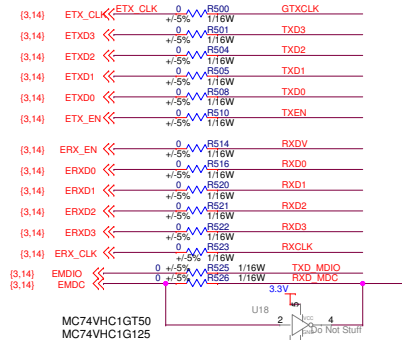 ETX_CLK 0 R500 GTXCLK
{3,14} ETX_CLK +/-5% 1/16W
{3,14} ETXD3 0 R501 TXD3
+/-5% 1/16W
{3,14} ETXD2 0 R504 TXD2
+/-5% 1/16W
{3,14} ETXD1 0 R505 TXD1
+/-5% 1/16W
{3,14} ETXD0 0 R508 TXD0
+/-5% 1/16W
{3,14} ETX_EN 0 R510 TXEN
+/-5% 1/16W
{3,14} ERX_EN 0 R514 RXDV
+/-5% 1/16W
{3,14} ERXD0 0 R516 RXD0
+/-5% 1/16W
{3,14} ERXD1 0 R520 RXD1
+/-5% 1/16W
{3,14} ERXD2 0 R521 RXD2
+/-5% 1/16W
{3,14} ERXD3 0 R522 RXD3
+/-5% 1/16W
{3,14} ERX_CLK 0 R523 RXCLK
+/-5% 1/16W
{3,14} EMDIO 0 +/-5% R525 1/16W TXD_MDIO
{3,14} EMDC 0 +/-5% R526 1/16W RXD_MDC
3.3V
U18
5
VCC
2 4
MC74VHC1GT50 Do Not Stuff
MC74VHC1G125